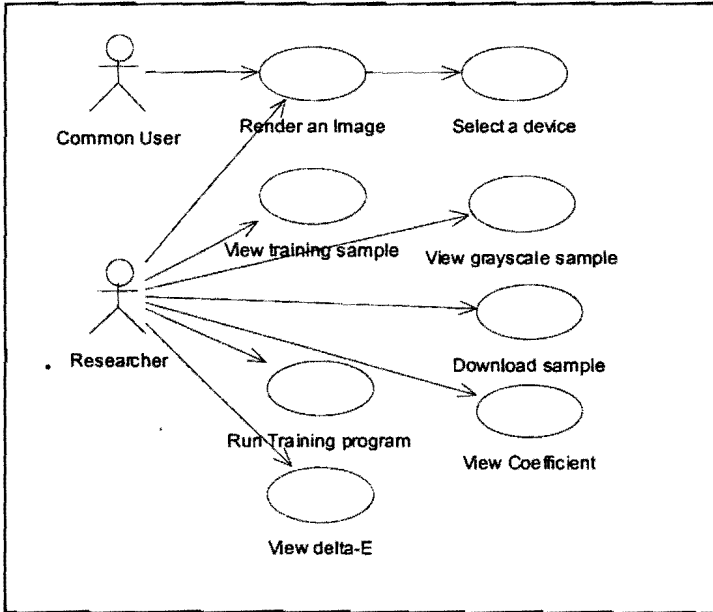 Common User
Render an Image
Select a device
View training sample
View grayscale sample
Researcher
Download sample
Run Training program
View Coefficient
View delta-E